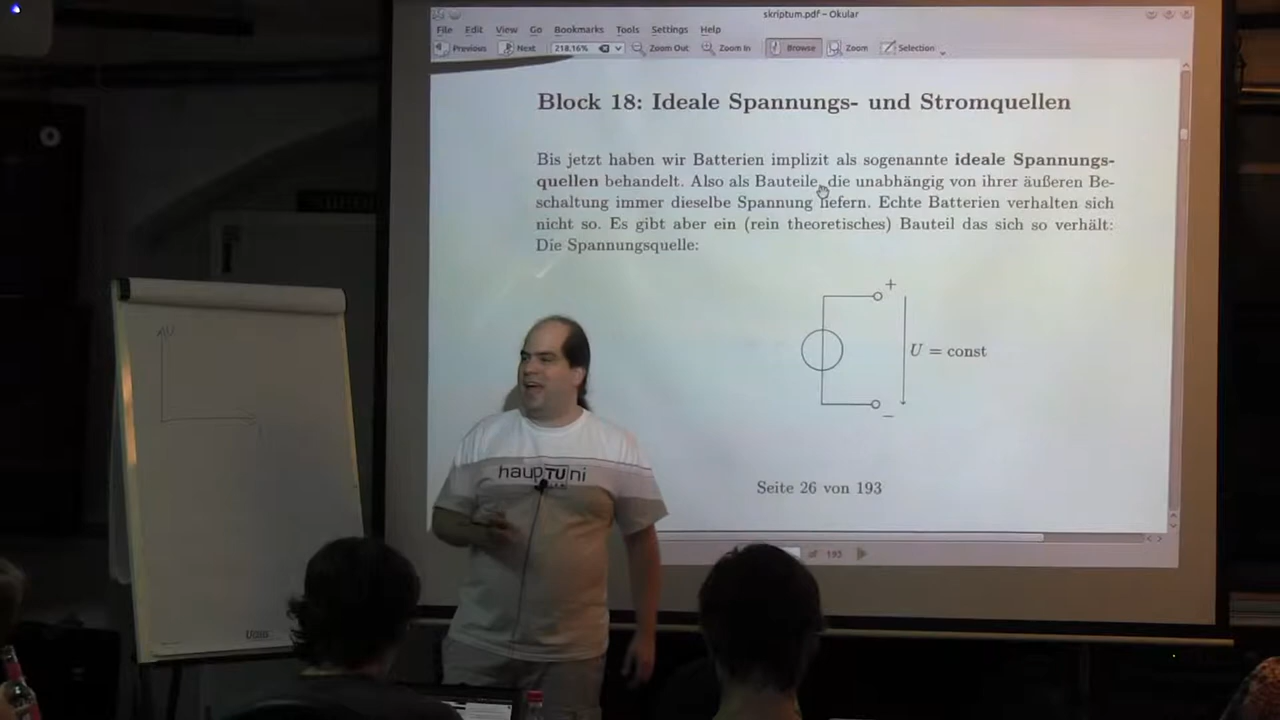 skriptum.pdf – Okular
File Edit View Go Bookmarks Tools Settings Help
Previous Next 218,16% Zoom Out Zoom In Browse Zoom Selection
Block 18: Ideale Spannungs- und Stromquellen
Bis jetzt haben wir Batterien implizit als sogenannte ideale Spannungs-
quellen behandelt. Also als Bauteile, die unabhängig von ihrer äußeren Be-
schaltung immer dieselbe Spannung liefern. Echte Batterien verhalten sich
nicht so. Es gibt aber ein (rein theoretisches) Bauteil das sich so verhält:
Die Spannungsquelle:
+
U = const
−
Seite 26 von 193
of 193
U
haupTUni